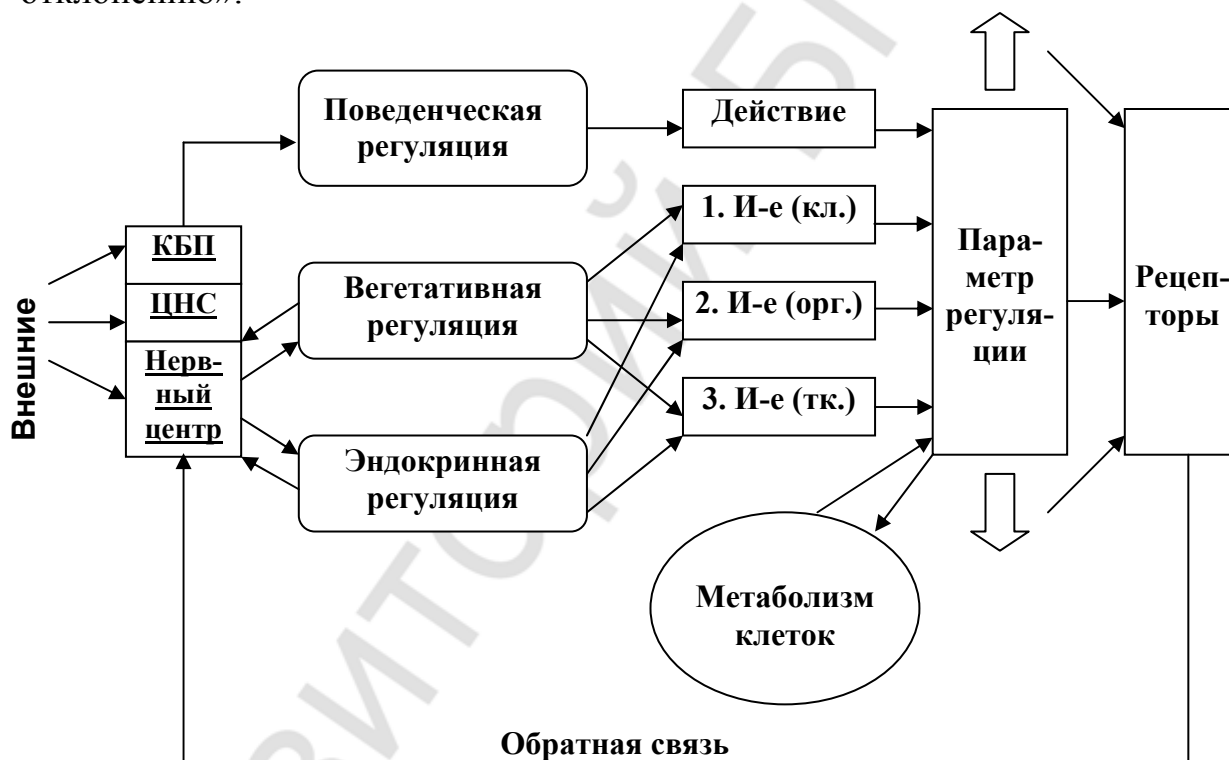 отклонению».
Поведенческая
регуляция
Действие
1. И-е (кл.)
КБП
Пара-
метр
регуля-
ции
Рецеп-
торы
Внешние
ЦНС
Вегетативная
регуляция
2. И-е (орг.)
Нерв-
ный
центр
3. И-е (тк.)
Эндокринная
регуляция
Метаболизм
клеток
Обратная связь